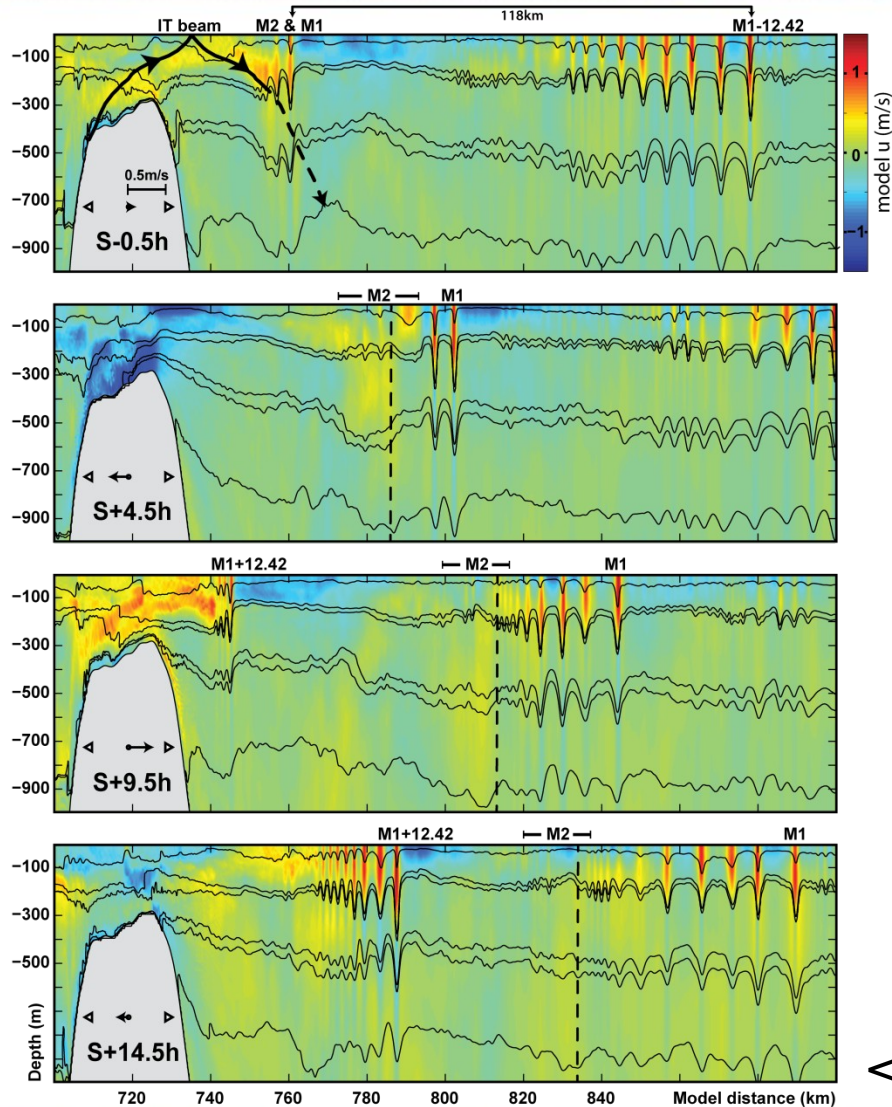 118km
IT beam M2 & M1 M1-12.42
−100
−300
−500
−700
−900
0.5m/s
S-0.5h
1
0
−1
model u (m/s)
M2 M1
−100
−300
−500
−700
−900
S+4.5h
M1+12.42 M2 M1
−100
−300
−500
−700
−900
S+9.5h
M1+12.42 M2 M1
−100
−300
−500
Depth (m)
S+14.5h
720 740 760 780 800 820 840 Model distance (km)
<